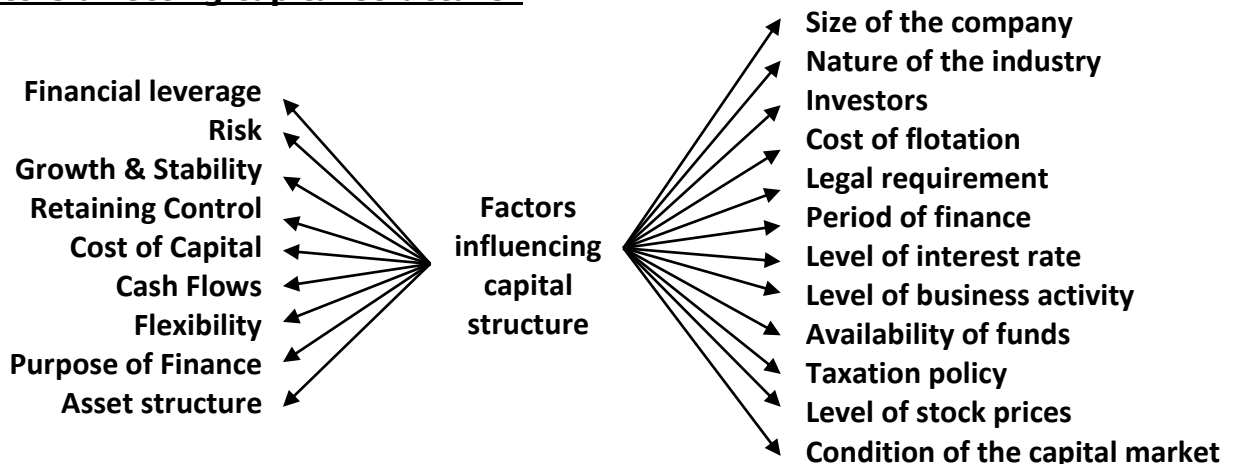 Financial leverage
Risk
Growth & Stability
Retaining Control
Cost of Capital
Cash Flows
Flexibility
Purpose of Finance
Asset structure
Factors
influencing
capital
structure
Size of the company
Nature of the industry
Investors
Cost of flotation
Legal requirement
Period of finance
Level of interest rate
Level of business activity
Availability of funds
Taxation policy
Level of stock prices
Condition of the capital market